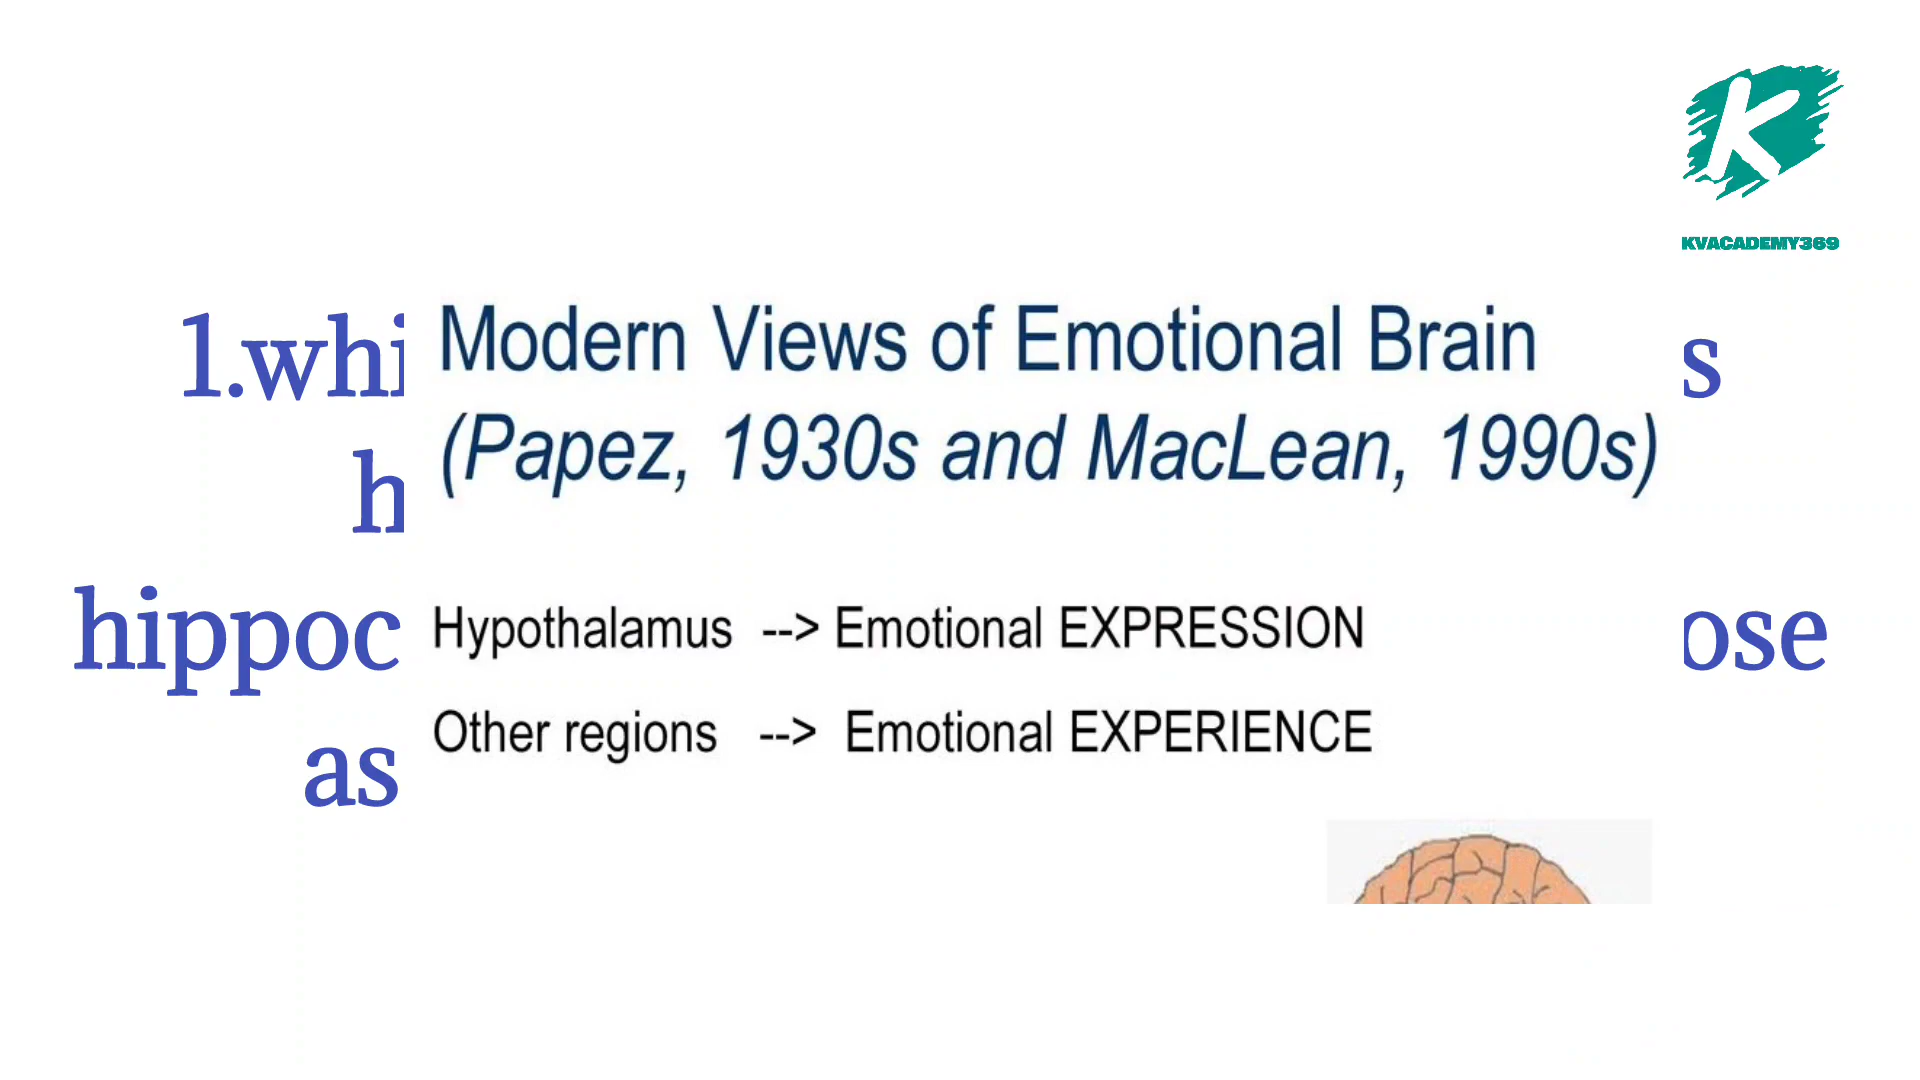 KVACADEMY369
Modern Views of Emotional Brain
(Papez, 1930s and MacLean, 1990s)
Hypothalamus --> Emotional EXPRESSION
Other regions --> Emotional EXPERIENCE
1.whi
s
h
hippoc
ose
as